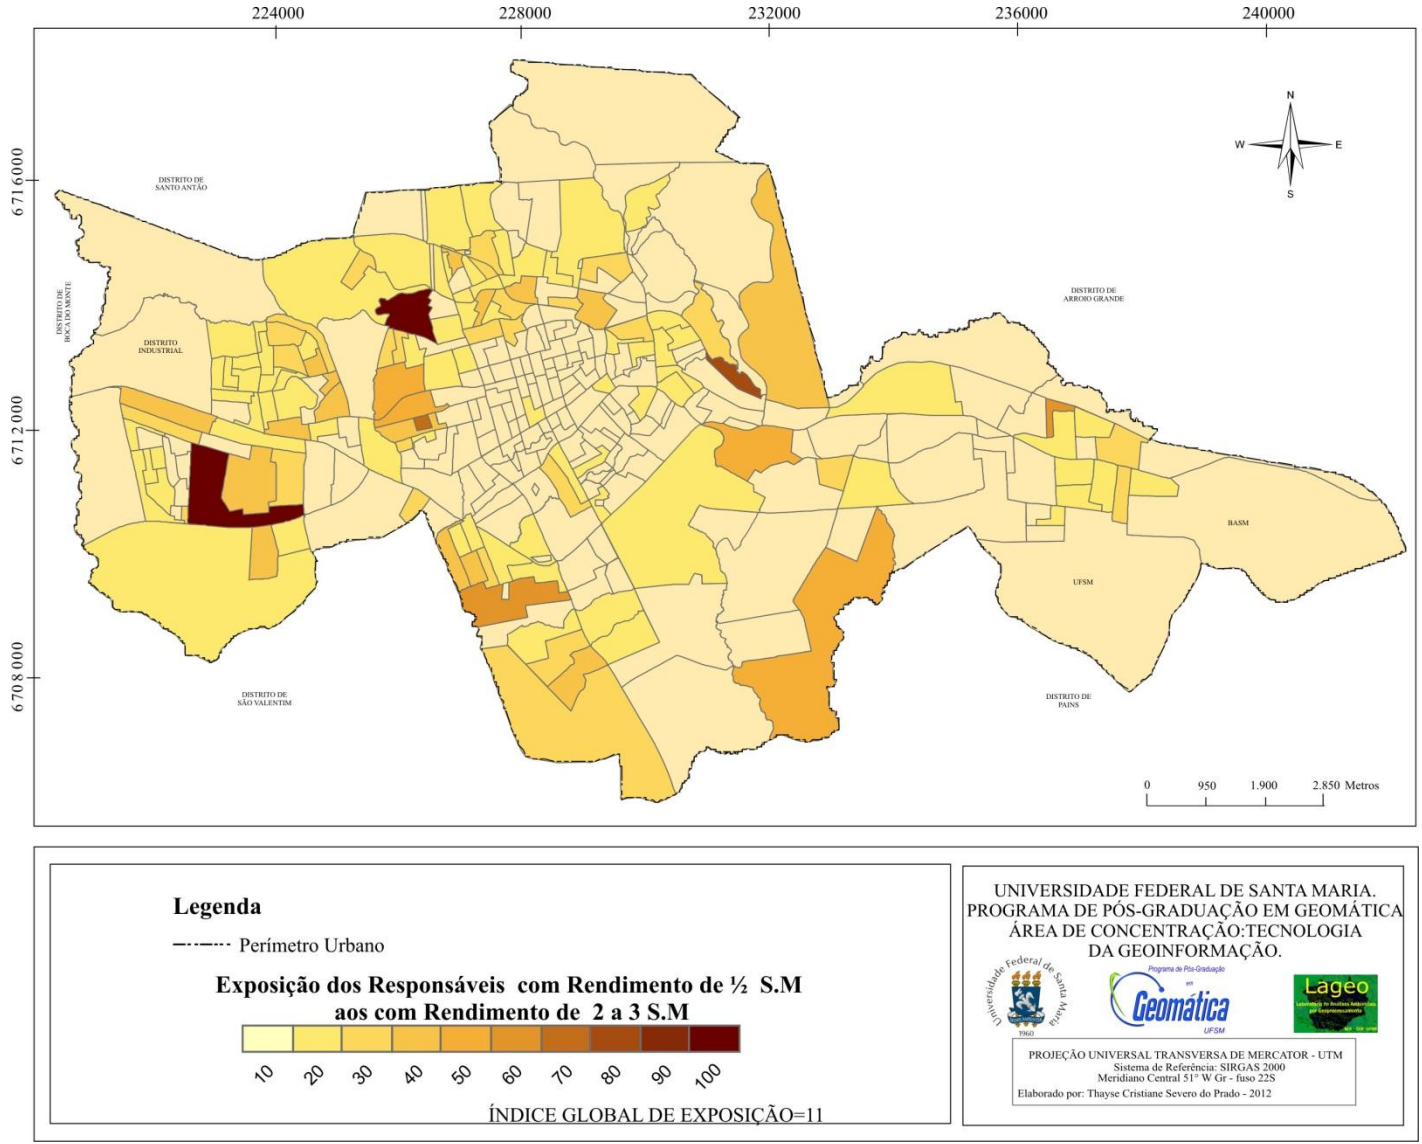 224000
228000
232000
236000
240000
6716000
6712000
6708000
N
W
E
S
DISTRITO DE
SANTO ANTÃO
DISTRITO DE
BOCA DO MONTE
DISTRITO
INDUSTRIAL
DISTRITO DE
ARROIO GRANDE
BASM
UFSM
DISTRITO DE
SÃO VALENTIM
DISTRITO DE
PAINS
0 950 1.900 2.850 Metros
Legenda
Perímetro Urbano
Exposição dos Responsáveis com Rendimento de ½ S.M
aos com Rendimento de 2 a 3 S.M
10 20 30 40 50 60 70 80 90 100
ÍNDICE GLOBAL DE EXPOSIÇÃO=11
UNIVERSIDADE FEDERAL DE SANTA MARIA.
PROGRAMA DE PÓS-GRADUAÇÃO EM GEOMÁTICA
ÁREA DE CONCENTRAÇÃO:TECNOLOGIA
DA GEOINFORMAÇÃO.
Universidade Federal de Santa Maria
1960
Programa de Pós-Graduação
em
Geomática
UFSM
Lageo
PROJEÇÃO UNIVERSAL TRANSVERSA DE MERCATOR - UTM
Sistema de Referência: SIRGAS 2000
Meridiano Central 51° W Gr - fuso 22S
Elaborado por: Thayse Cristiane Severo do Prado - 2012